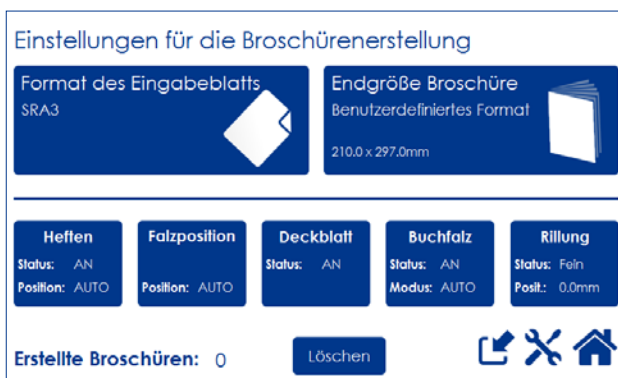 Einstellungen für die Broschürenerstellung
Format des Eingabeblatts
SRA3
Endgröße Broschüre
Benutzerdefiniertes Format
210.0 x 297.0mm
Heften
Status: AN
Position: AUTO
Falzposition
Position: AUTO
Deckblatt
Status: AN
Buchfalz
Status: AN
Modus: AUTO
Rillung
Status: Fein
Posit.: 0.0mm
Erstellte Broschüren: 0
Löschen